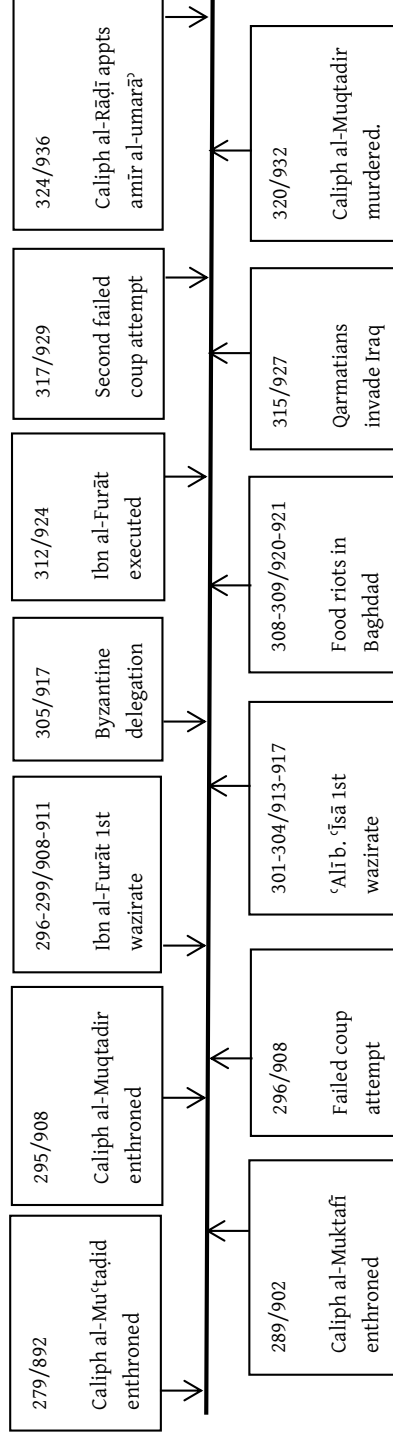 279/892
Caliph al-Muʿtaḍid
enthroned
295/908
Caliph al-Muqtadir
enthroned
296-299/908-911
Ibn al-Furāt 1st
wazirate
305/917
Byzantine
delegation
312/924
Ibn al-Furāt
executed
317/929
Second failed
coup attempt
324/936
Caliph al-Rāḍī appts
amīr al-umarāʾ
289/902
Caliph al-Muktafī
enthroned
296/908
Failed coup
attempt
301-304/913-917
ʿAlī b. ʿĪsā 1st
wazirate
308-309/920-921
Food riots in
Baghdad
315/927
Qarmatians
invade Iraq
320/932
Caliph al-Muqtadir
murdered.